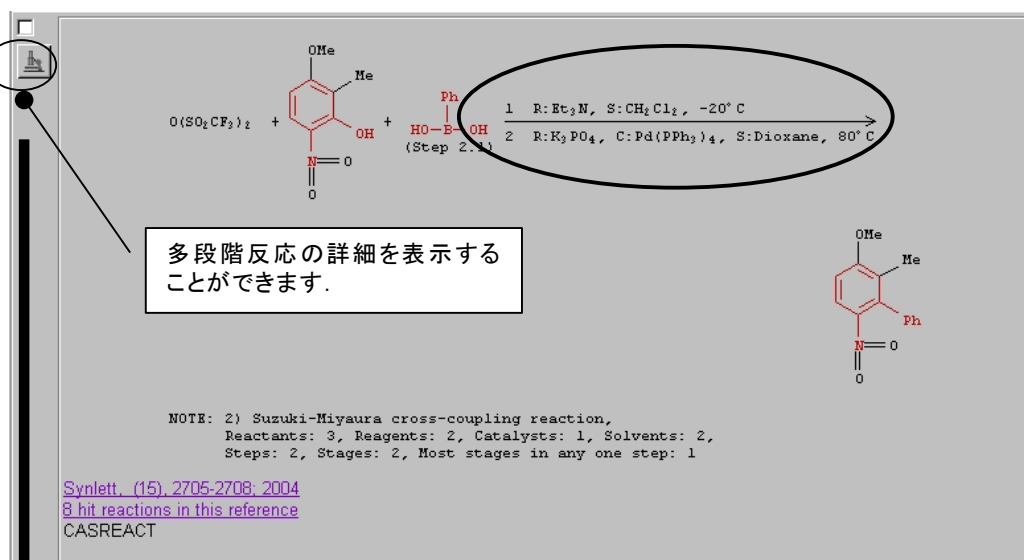 OMe
Me
O(SO₂CF₃)₂ +
OH
+
Ph
HO—B—OH
(Step 2.1)
N=O
O
1 R:Et₃N, S:CH₂Cl₂, -20°C
2 R:K₃PO₄, C:Pd(PPh₃)₄, S:Dioxane, 80°C
多段階反応の詳細を表示する
ことができます.
OMe
Me
Ph
N=O
O
NOTE: 2) Suzuki-Miyaura cross-coupling reaction,
Reactants: 3, Reagents: 2, Catalysts: 1, Solvents: 2,
Steps: 2, Stages: 2, Most stages in any one step: 1
Synlett, (15), 2705-2708; 2004
8 hit reactions in this reference
CASREACT